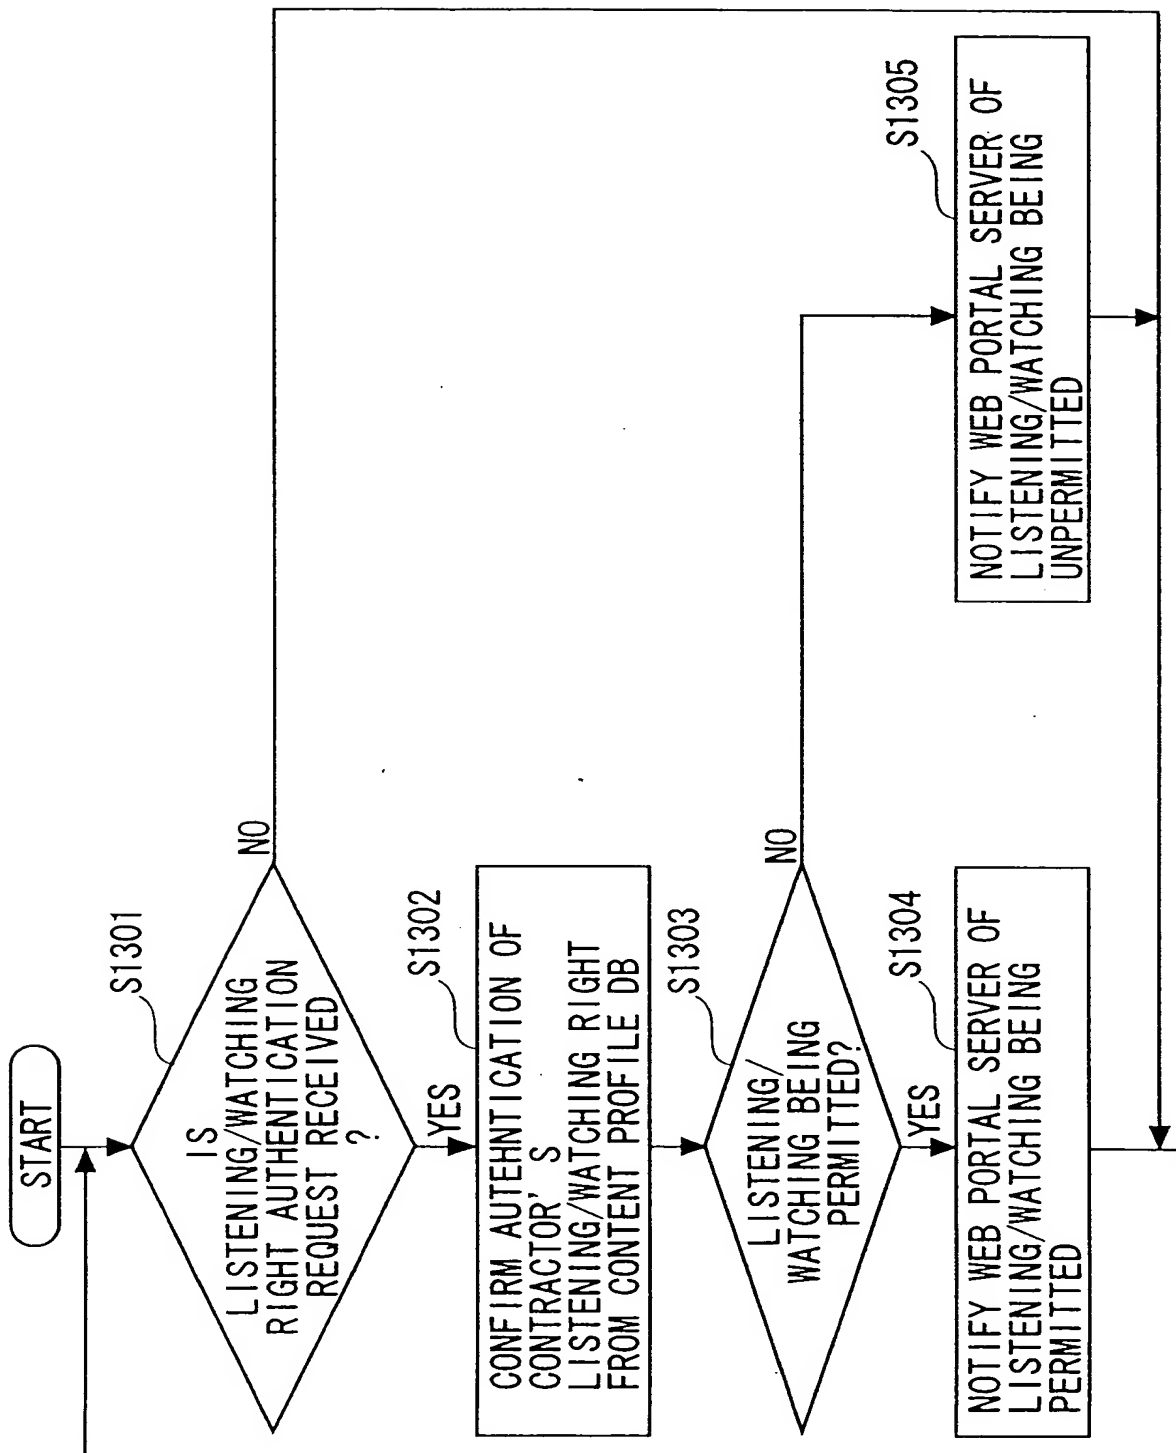 START
IS
LISTENING/WATCHING
RIGHT AUTHENTICATION
REQUEST RECEIVED
?
S1301
NO
YES
S1302
CONFIRM AUTEHNTICATION OF
CONTRACTOR'S
LISTENING/WATCHING RIGHT
FROM CONTENT PROFILE DB
S1303
LISTENING/
WATCHING BEING
PERMITTED?
NO
YES
S1304
NOTIFY WEB PORTAL SERVER OF
LISTENING/WATCHING BEING
PERMITTED
S1305
NOTIFY WEB PORTAL SERVER OF
LISTENING/WATCHING BEING
UNPERMITTED